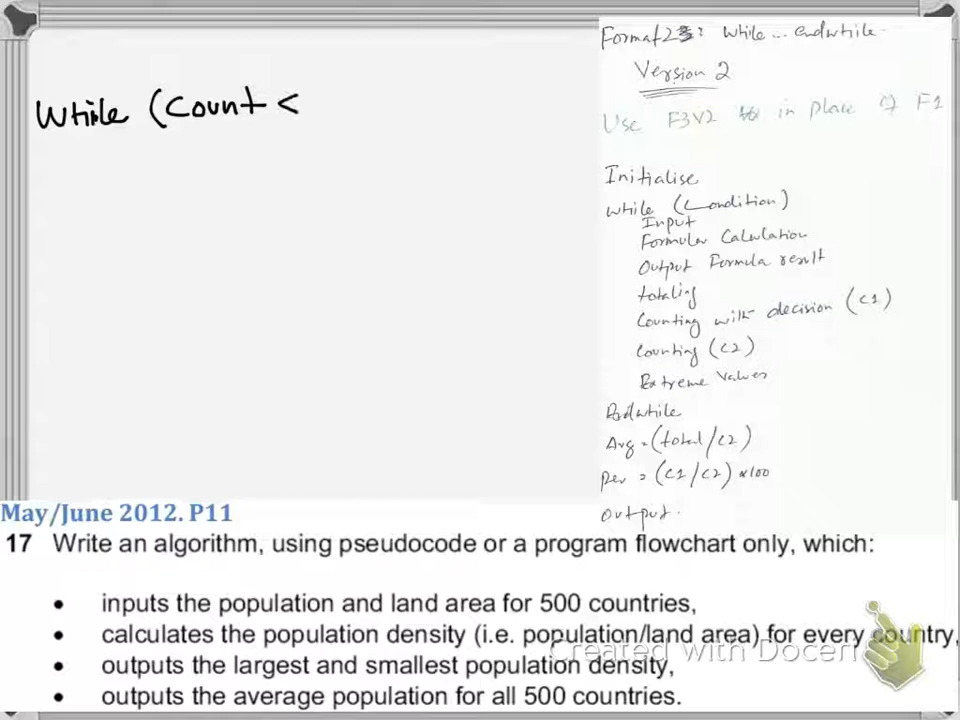 While (Count <
Format 2: While ... endwhile.
Version 2
Use F3V2 in place of F1
Initialise
while (Condition)
Input
Formular Calculation
Output Formula result
totaling
Counting with decision (c1)
Counting (c2)
Extreme Values
Endwhile
Avg = (total/c2)
Per = (c1/c2) *100
Output.
May/June 2012. P11
17 Write an algorithm, using pseudocode or a program flowchart only, which:
• inputs the population and land area for 500 countries,
• calculates the population density (i.e. population/land area) for every country,
• outputs the largest and smallest population density,
• outputs the average population for all 500 countries.
Created with Docer